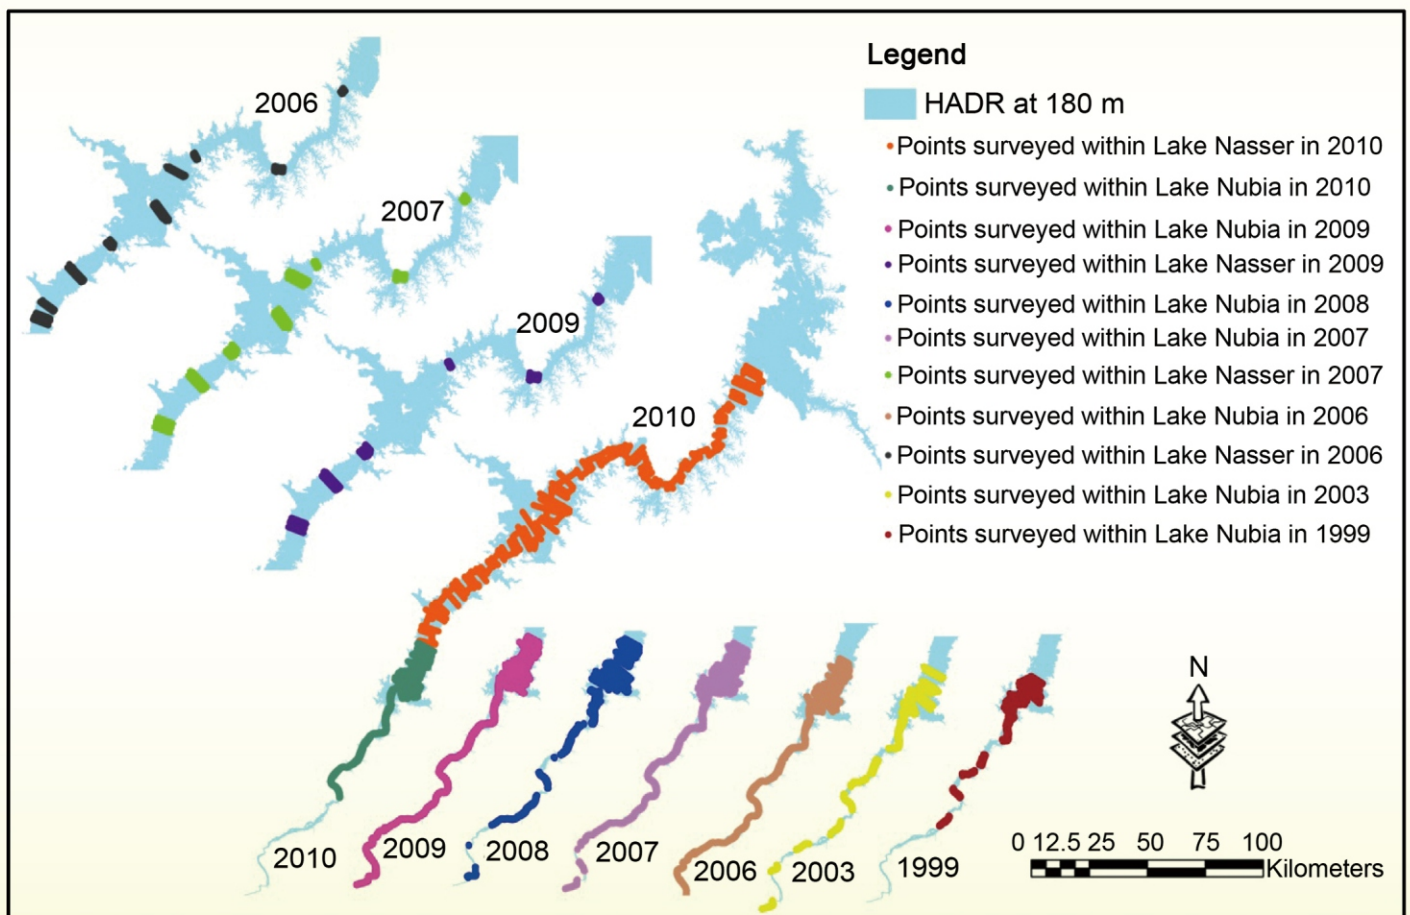 Legend
HADR at 180 m
Points surveyed within Lake Nasser in 2010
Points surveyed within Lake Nubia in 2010
Points surveyed within Lake Nubia in 2009
Points surveyed within Lake Nasser in 2009
Points surveyed within Lake Nubia in 2008
Points surveyed within Lake Nubia in 2007
Points surveyed within Lake Nasser in 2007
Points surveyed within Lake Nubia in 2006
Points surveyed within Lake Nasser in 2006
Points surveyed within Lake Nubia in 2003
Points surveyed within Lake Nubia in 1999
2006
2007
2009
2010
2010
2009
2008
2007
2006
2003
1999
N
0 12.5 25 50 75 100
Kilometers